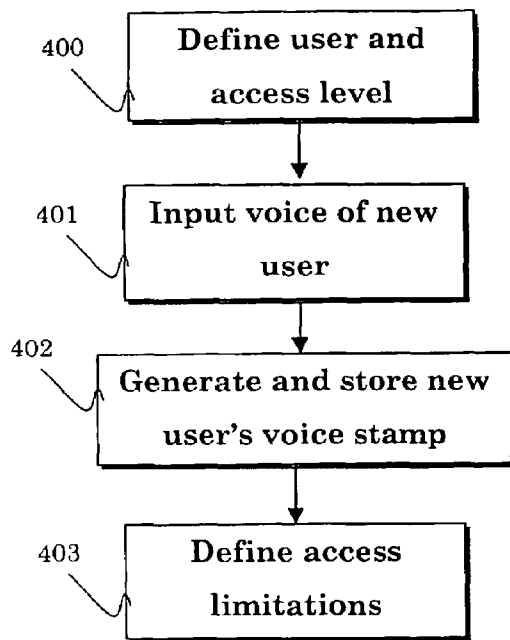 400
Define user and
access level
401
Input voice of new
user
402
Generate and store new
user's voice stamp
403
Define access
limitations